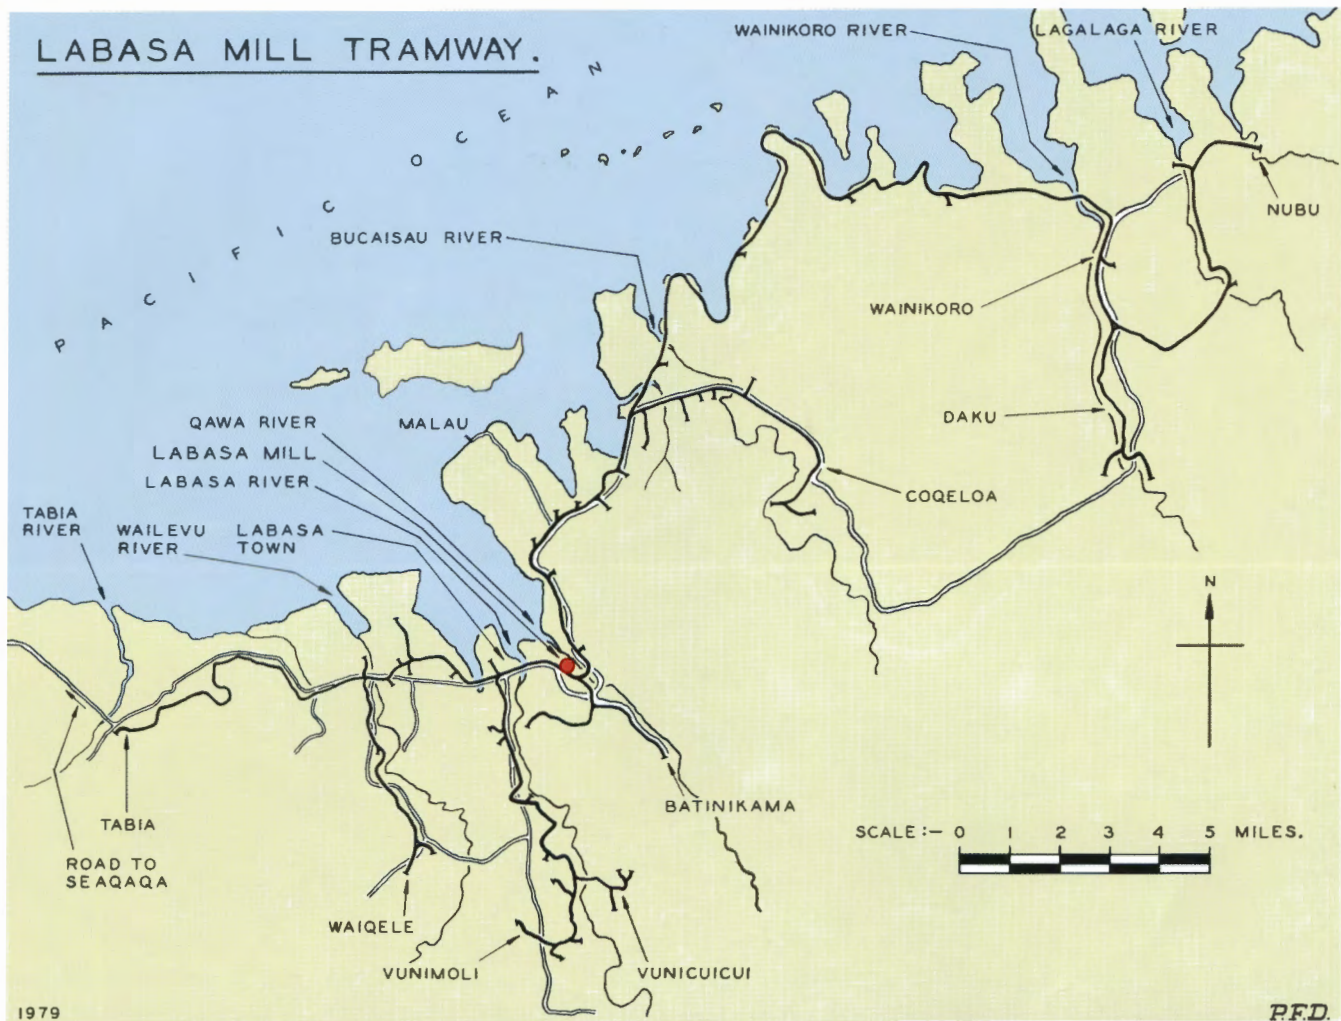 LABASA MILL TRAMWAY.
WAINIKORO RIVER
LAGALAGA RIVER
PACIFIC OCEAN
NUBU
BUCAISAU RIVER
WAINIKORO
QAWA RIVER
MALAU
LABASA MILL
LABASA RIVER
DAKU
COQELOA
TABIA
RIVER
WAILEVU
RIVER
LABASA
TOWN
N
TABIA
BATINIKAMA
SCALE:- 0 1 2 3 4 5 MILES.
ROAD TO
SEAQAQA
WAIQELE
VUNIMOLI
VUNICUICUI
1979
P.F.D.